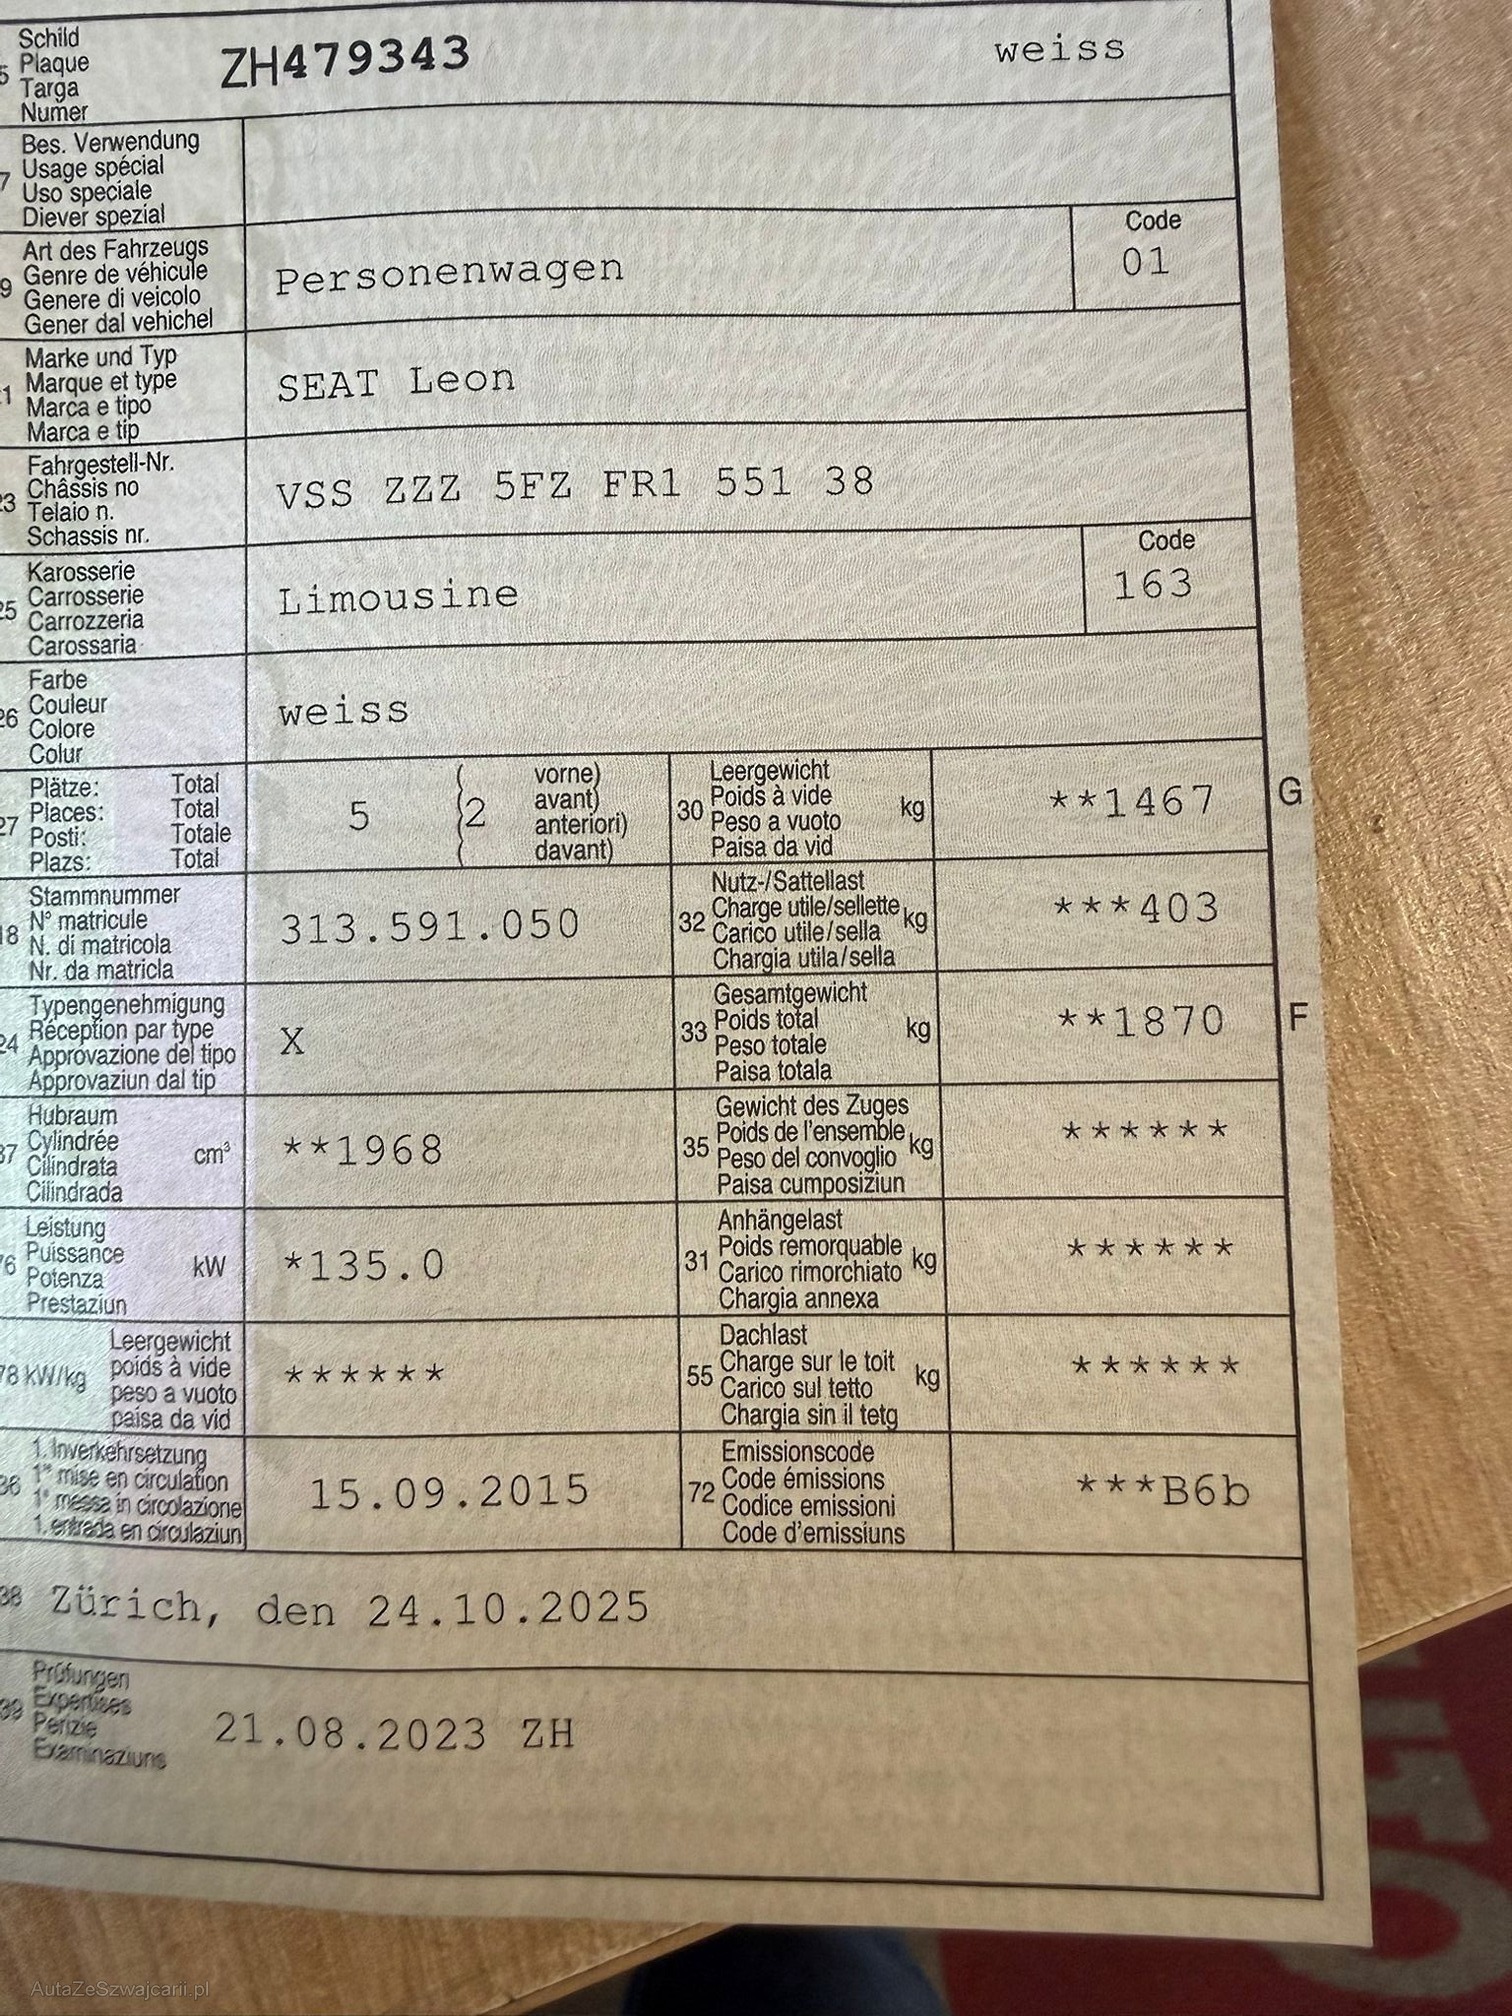 Schild
Plaque
Targa
Numer
ZH479343 weiss
Bes. Verwendung
Usage spécial
Uso speciale
Diever spezial
Art des Fahrzeugs
Genre de véhicule
Genere di veicolo
Gener dal vehichel
Personenwagen
Code
01
Marke und Typ
Marque et type
Marca e tipo
Marca e tip
SEAT Leon
Fahrgestell-Nr.
Châssis no
Telaio n.
Schassis nr.
VSS ZZZ 5FZ FR1 551 38
25 Karosserie
Carrosserie
Carrozzeria
Carossaria
Limousine
Code
163
26 Farbe
Couleur
Colore
Colur
weiss
27 Plätze: Total
Places: Total
Posti: Totale
Plazs: Total
5 (2 vorne)
avant)
anteriori)
davant)
30 Leergewicht
Poids à vide
Peso a vuoto
Paisa da vid
kg
**1467
G
18 Stammnummer
N° matricule
N. di matricola
Nr. da matricla
313.591.050
32 Nutz-/Sattellast
Charge utile/sellette
Carico utile/sella
Chargia utila/sella
kg
***403
24 Typengenehmigung
Réception par type
Approvazione del tipo
Approvaziun dal tip
X
33 Gesamtgewicht
Poids total
Peso totale
Paisa totala
kg
**1870
F
37 Hubraum
Cylindrée
Cilindrata
Cilindrada
cm³
**1968
35 Gewicht des Zuges
Poids de l'ensemble
Peso del convoglio
Paisa cumposiziun
kg
******
76 Leistung
Puissance
Potenza
Prestaziun
kW
*135.0
31 Anhängelast
Poids remorquable
Carico rimorchiato
Chargia annexa
kg
******
78 kW/kg Leergewicht
poids à vide
peso a vuoto
paisa da vid
******
55 Dachlast
Charge sur le toit
Carico sul tetto
Chargia sin il tetg
kg
******
36 1. Inverkehrsetzung
1re mise en circulation
1a messa in circolazione
1. entrada en circulaziun
15.09.2015
72 Emissionscode
Code émissions
Codice emissioni
Code d'emissiuns
***B6b
38 Zürich, den 24.10.2025
39 Prüfungen
Expertises
Perizie
Examinaziuns
21.08.2023 ZH
AutaZeSzwajcarii.pl